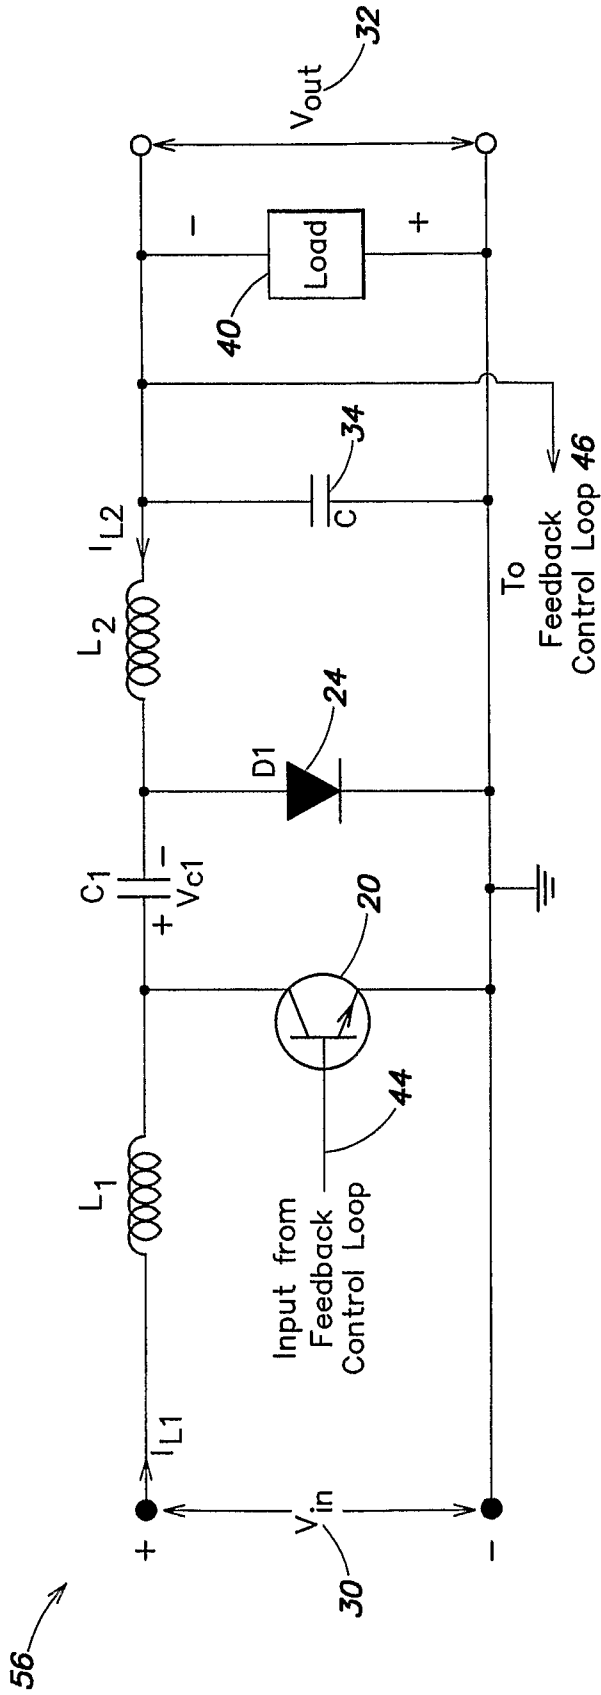 56
+
Vin
30
-
IL1
L1
Input from
Feedback
Control Loop
44
20
+
C1
-
Vc1
D1
24
L2
IL2
C
34
To
Feedback
Control Loop 46
40
-
Load
+
Vout
32